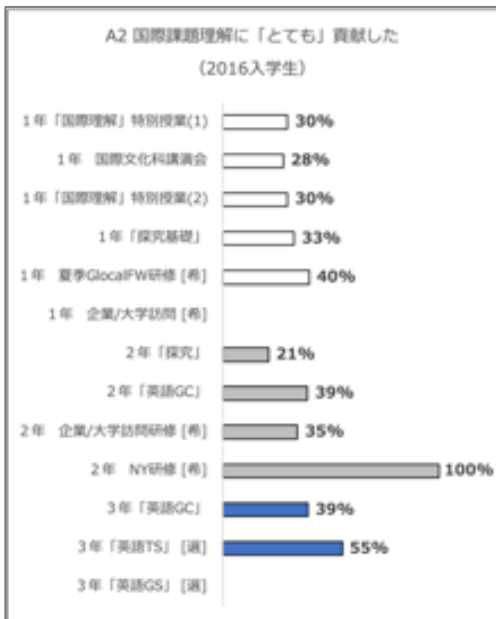 A2 国際課題理解に「とても」貢献した
(2016入学生)
1年「国際理解」特別授業(1) 30%
1年 国際文化科講演会 28%
1年「国際理解」特別授業(2) 30%
1年「探究基礎」 33%
1年 夏季GlocalFW研修 [希] 40%
1年 企業/大学訪問 [希]
2年「探究」 21%
2年「英語GC」 39%
2年 企業/大学訪問研修 [希] 35%
2年 NY研修 [希] 100%
3年「英語GC」 39%
3年「英語TS」 [選] 55%
3年「英語GS」 [選]